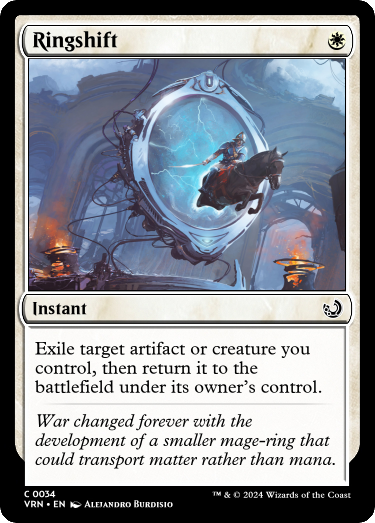 Ringshift
Instant
Exile target artifact or creature you
control, then return it to the
battlefield under its owner's control.
War changed forever with the
development of a smaller mage-ring that
could transport matter rather than mana.
C 0034
VRN • EN Alejandro Burdisio
™ & © 2024 Wizards of the Coast